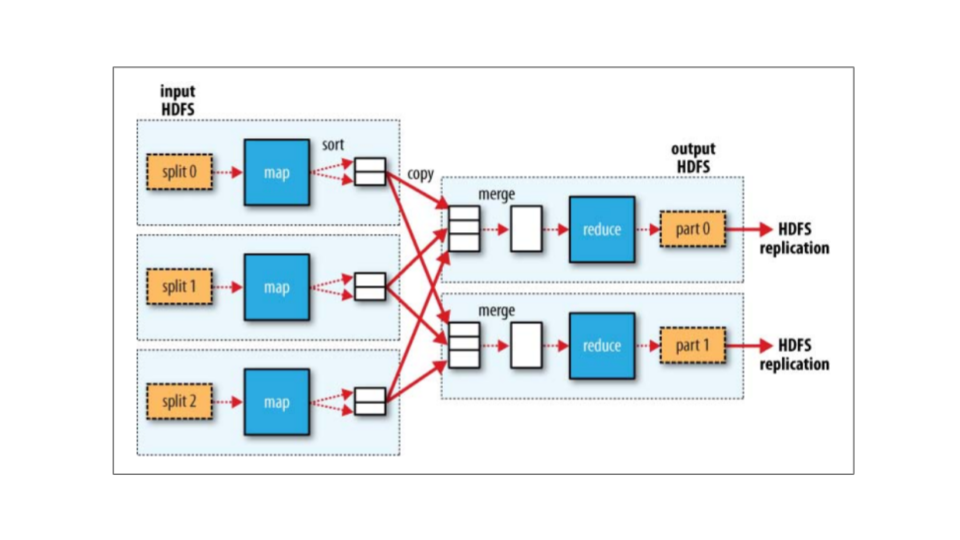 input
HDFS
split 0
map
sort
copy
split 1
map
split 2
map
output
HDFS
merge
reduce
part 0
HDFS
replication
merge
reduce
part 1
HDFS
replication